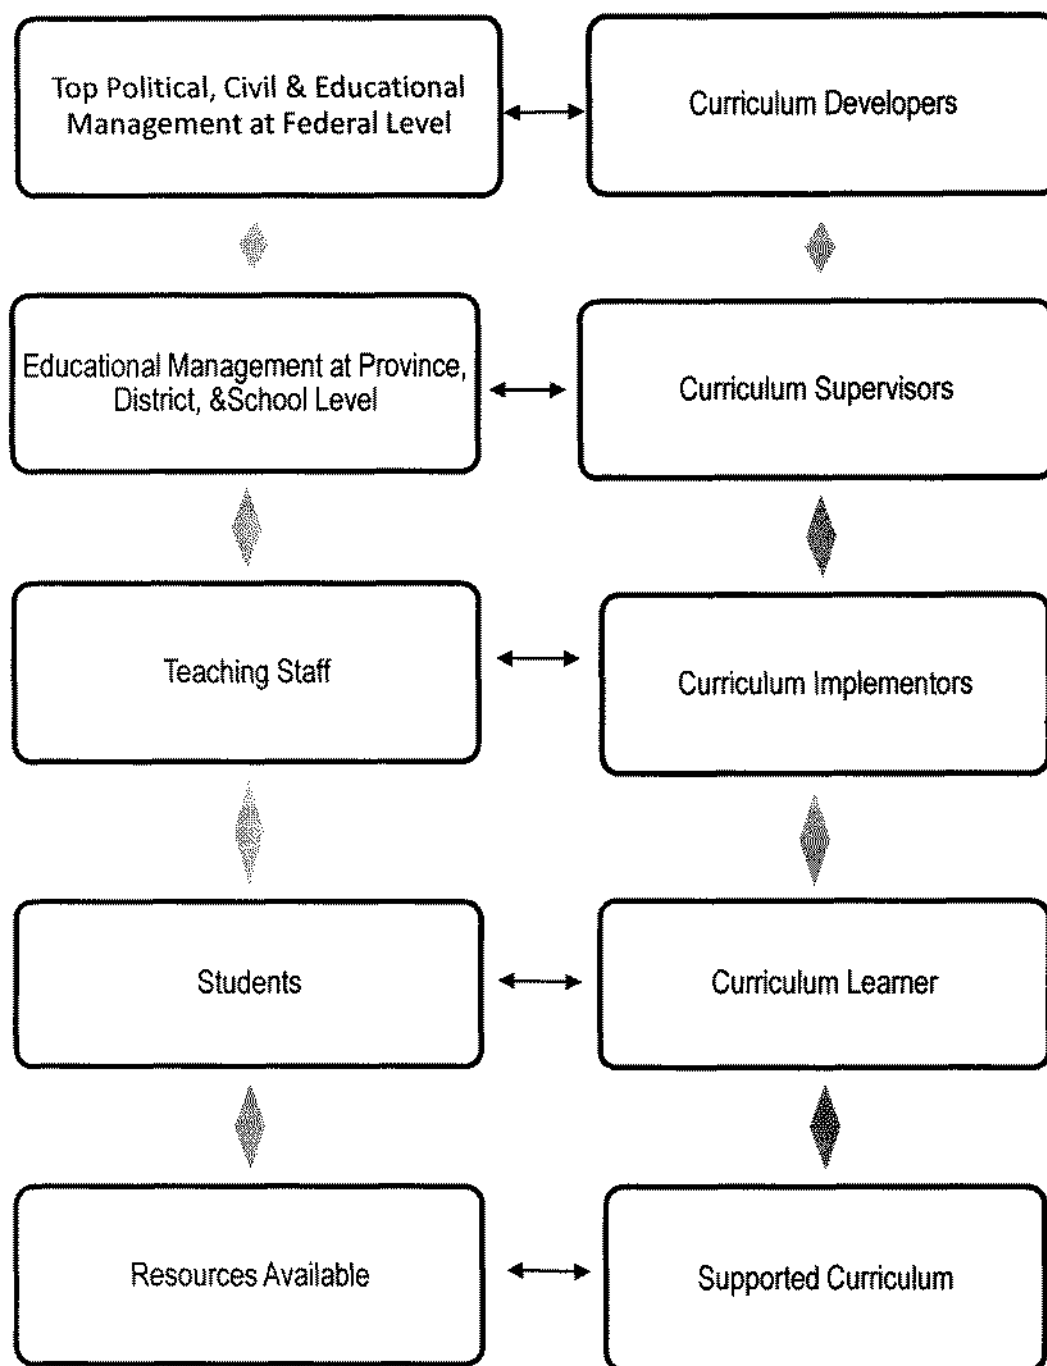 Top Political, Civil & Educational
Management at Federal Level
Curriculum Developers
Educational Management at Province,
District, &School Level
Curriculum Supervisors
Teaching Staff
Curriculum Implementors
Students
Curriculum Learner
Resources Available
Supported Curriculum